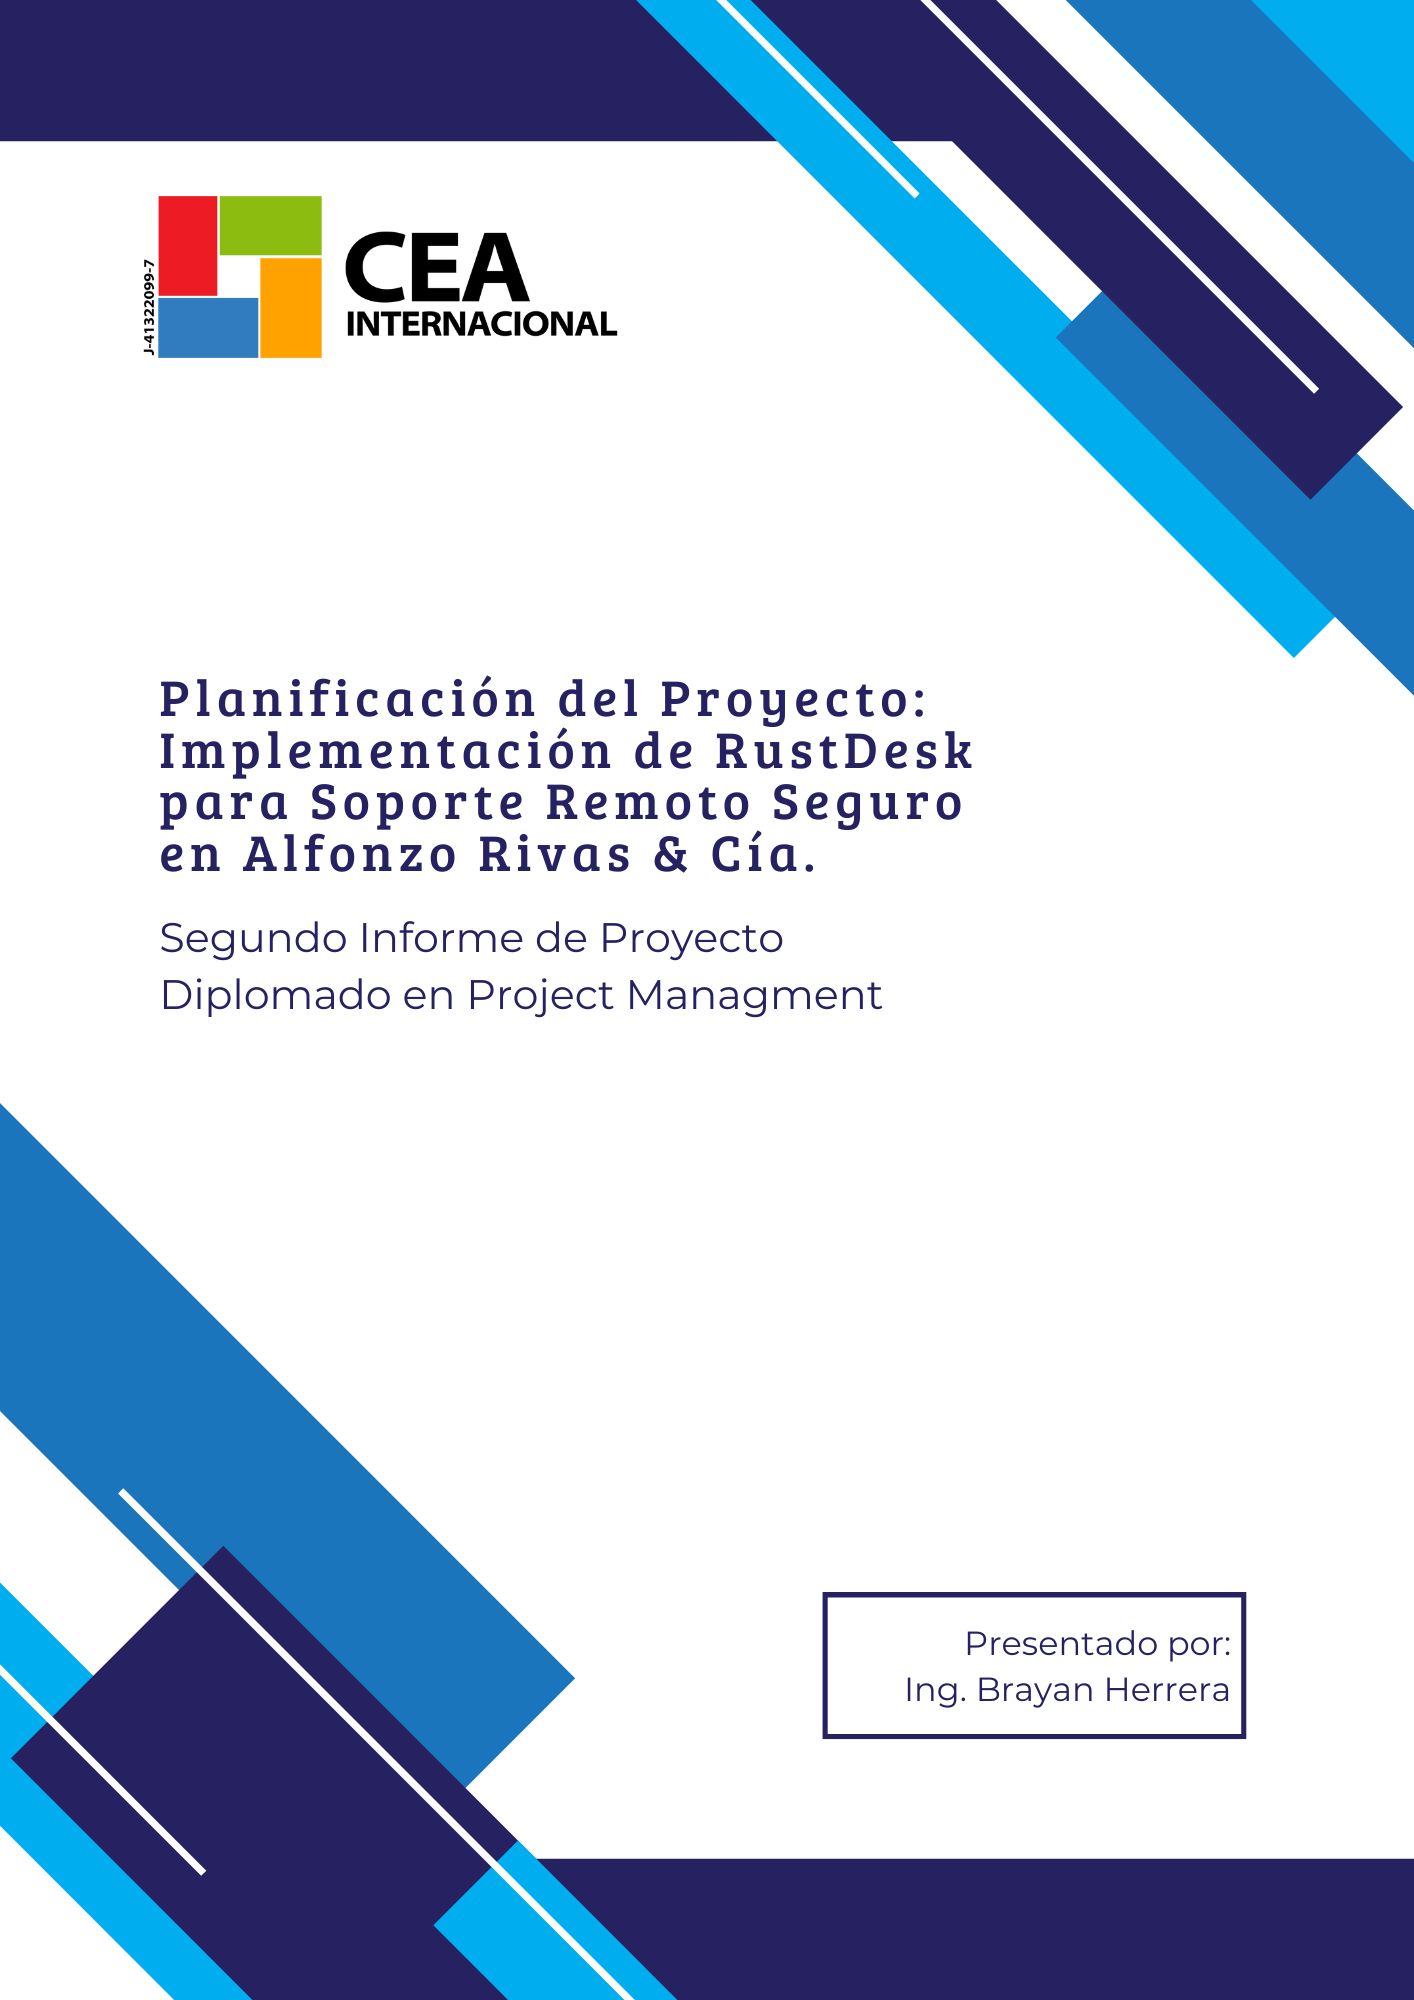 J-41322099-7
CEA
INTERNACIONAL
Planificación del Proyecto:
Implementación de RustDesk
para Soporte Remoto Seguro
en Alfonzo Rivas & Cía.
Segundo Informe de Proyecto
Diplomado en Project Managment
Presentado por:
Ing. Brayan Herrera